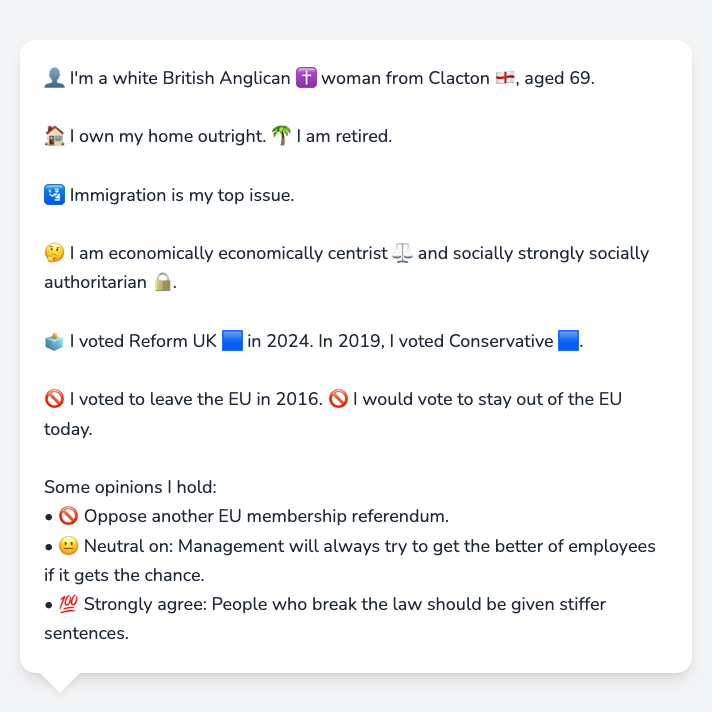 👤 I'm a white British Anglican ✝️ woman from Clacton 🏴󠁧󠁢󠁥󠁮󠁧󠁿, aged 69.
🏠 I own my home outright. 🌴 I am retired.
🛂 Immigration is my top issue.
🤔 I am economically economically centrist ⚖️ and socially strongly socially
authoritarian 🔒.
🗳️ I voted Reform UK 🟦 in 2024. In 2019, I voted Conservative 🟦.
🚫 I voted to leave the EU in 2016. 🚫 I would vote to stay out of the EU
today.
Some opinions I hold:
• 🚫 Oppose another EU membership referendum.
• 😐 Neutral on: Management will always try to get the better of employees
if it gets the chance.
• 💯 Strongly agree: People who break the law should be given stiffer
sentences.